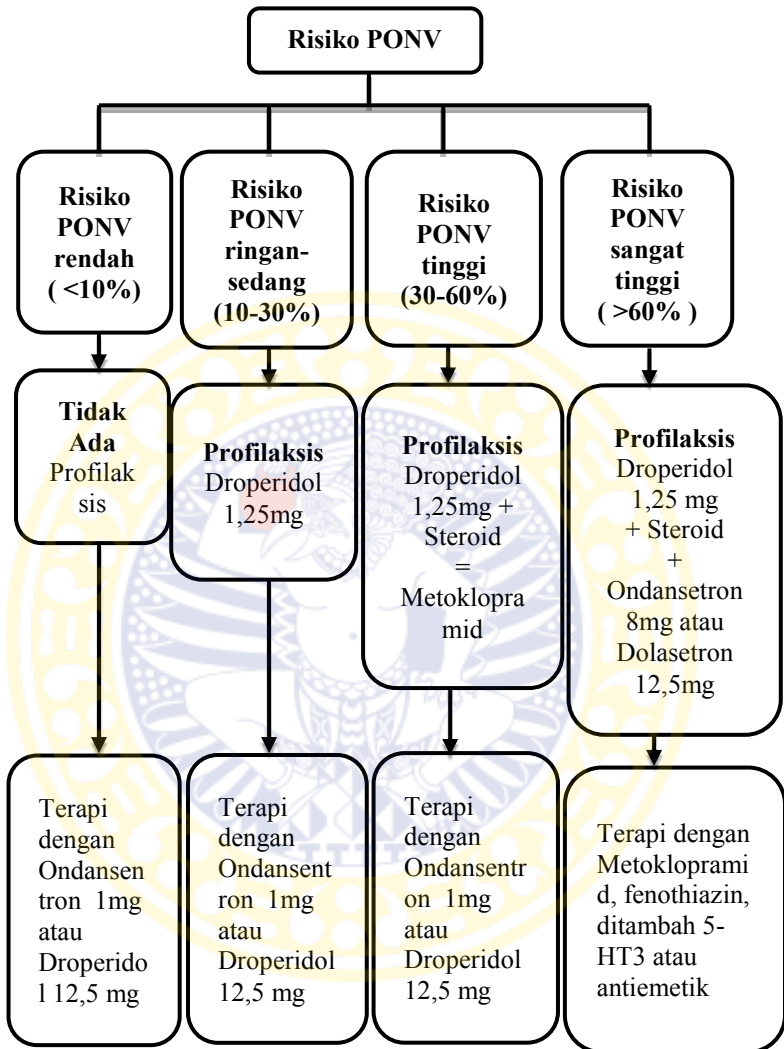 Risiko PONV
Risiko
PONV
rendah
( <10%)
Risiko
PONV
ringan-
sedang
(10-30%)
Risiko
PONV
tinggi
(30-60%)
Risiko
PONV
sangat
tinggi
( >60% )
Tidak
Ada
Profilak
sis
Profilaksis
Droperidol
1,25mg
Profilaksis
Droperidol
1,25mg +
Steroid
=
Metoklopra
mid
Profilaksis
Droperidol
1,25 mg
+ Steroid
+
Ondansetron
8mg atau
Dolasetron
12,5mg
Terapi
dengan
Ondansen
tron 1mg
atau
Droperido
l 12,5 mg
Terapi
dengan
Ondansent
ron 1mg
atau
Droperidol
12,5 mg
Terapi
dengan
Ondansentr
on 1mg
atau
Droperidol
12,5 mg
Terapi dengan
Metoklorami
d, fenothiazin,
ditambah 5-
HT3 atau
antiemetik